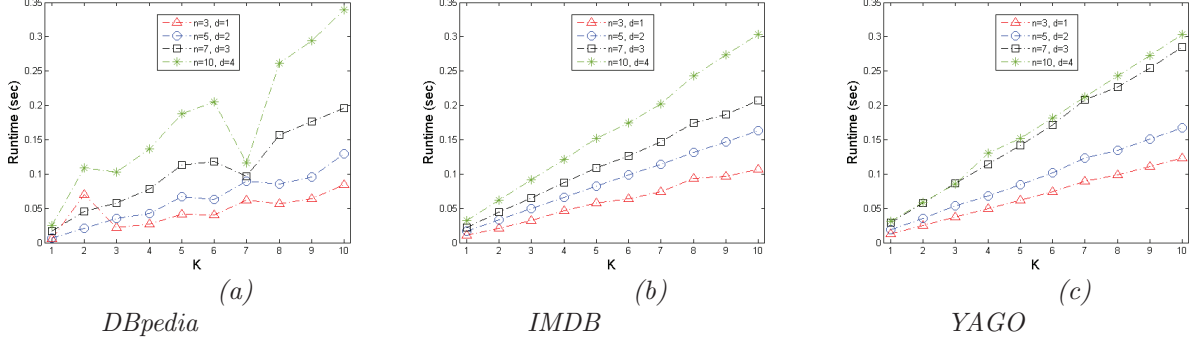 0.35
0.3
0.25
0.2
0.15
0.1
0.05
0
Runtime (sec)
n=3, d=1
n=5, d=2
n=7, d=3
n=10, d=4
1 2 3 4 5 6 7 8 9 10
K
(a)
DBpedia
0.35
0.3
0.25
0.2
0.15
0.1
0.05
0
Runtime (sec)
n=3, d=1
n=5, d=2
n=7, d=3
n=10, d=4
1 2 3 4 5 6 7 8 9 10
K
(b)
IMDB
0.35
0.3
0.25
0.2
0.15
0.1
0.05
0
Runtime (sec)
n=3, d=1
n=5, d=2
n=7, d=3
n=10, d=4
1 2 3 4 5 6 7 8 9 10
K
(c)
YAGO